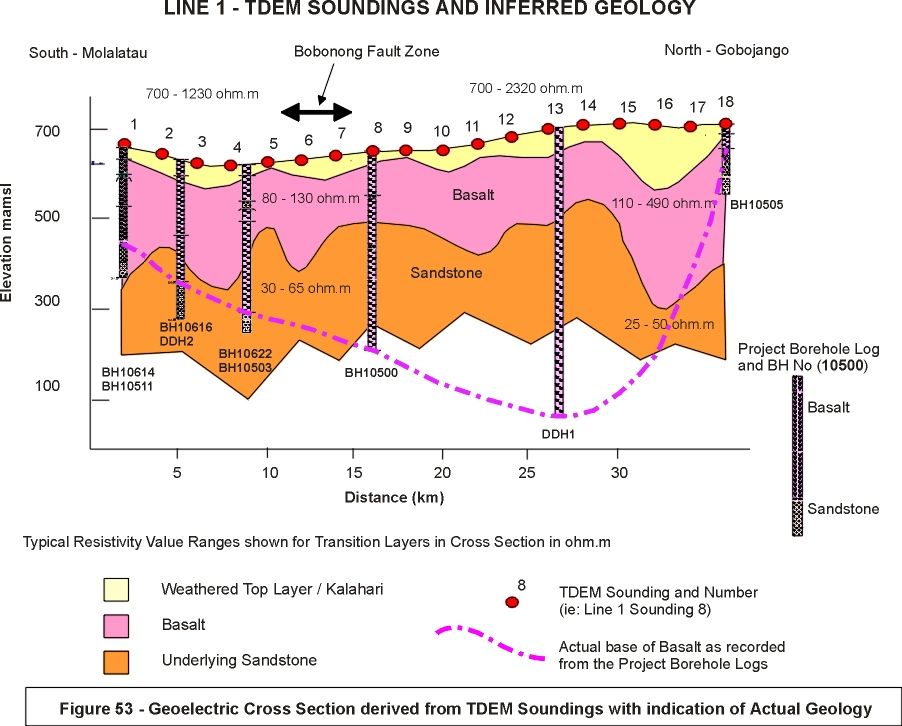 LINE 1 - TDEM SOUNDINGS AND INFERRED GEOLOGY
South - Molalatau
Bobonong Fault Zone
North - Gobojango
700 - 1230 ohm.m
700 - 2320 ohm.m
1 2 3 4 5 6 7 8 9 10 11 12 13 14 15 16 17 18
Elevation mamsl
700
500
300
100
Basalt
80 - 130 ohm.m
110 - 490 ohm.m
Sandstone
30 - 65 ohm.m
25 - 50 ohm.m
BH10505
BH10616
DDH2
BH10622
BH10503
BH10614
BH10511
BH10500
DDH1
5 10 15 20 25 30
Distance (km)
Project Borehole Log
and BH No (10500)
Basalt
Sandstone
Typical Resistivity Value Ranges shown for Transition Layers in Cross Section in ohm.m
Weathered Top Layer / Kalahari
Basalt
Underlying Sandstone
8
TDEM Sounding and Number
(ie: Line 1 Sounding 8)
Actual base of Basalt as recorded
from the Project Borehole Logs
Figure 53 - Geoelectric Cross Section derived from TDEM Soundings with indication of Actual Geology